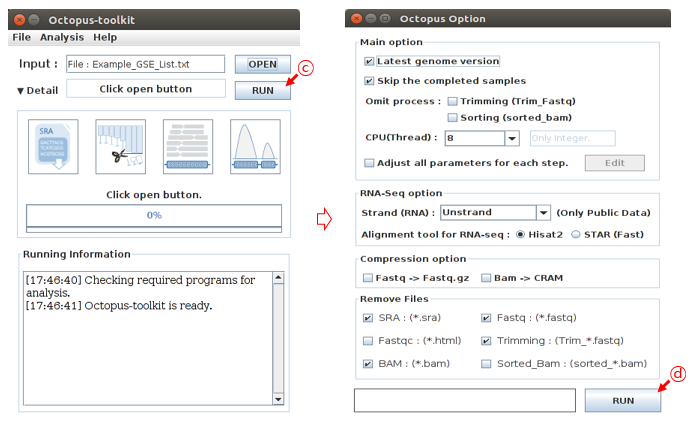 Octopus-toolkit
File Analysis Help
Input : File : Example_GSE_List.txt OPEN
ⓒ
▼ Detail Click open button RUN
SRA
Click open button.
0%
Running Information
[17:46:40] Checking required programs for
analysis.
[17:46:41] Octopus-toolkit is ready.
Octopus Option
Main option
Latest genome version
Skip the completed samples
Omit process : Trimming (Trim_Fastq)
Sorting (sorted_bam)
CPU(Thread) : 8 Only Integer.
Adjust all parameters for each step. Edit
RNA-Seq option
Strand (RNA) : Unstrand (Only Public Data)
Alignment tool for RNA-seq : Hisat2 STAR (Fast)
Compression option
Fastq -> Fastq.gz Bam -> CRAM
Remove Files
SRA : (*.sra) Fastq : (*.fastq)
Fastqc : (*.html) Trimming : (Trim_*.fastq)
BAM : (*.bam) Sorted_Bam : (sorted_*.bam)
ⓓ
RUN